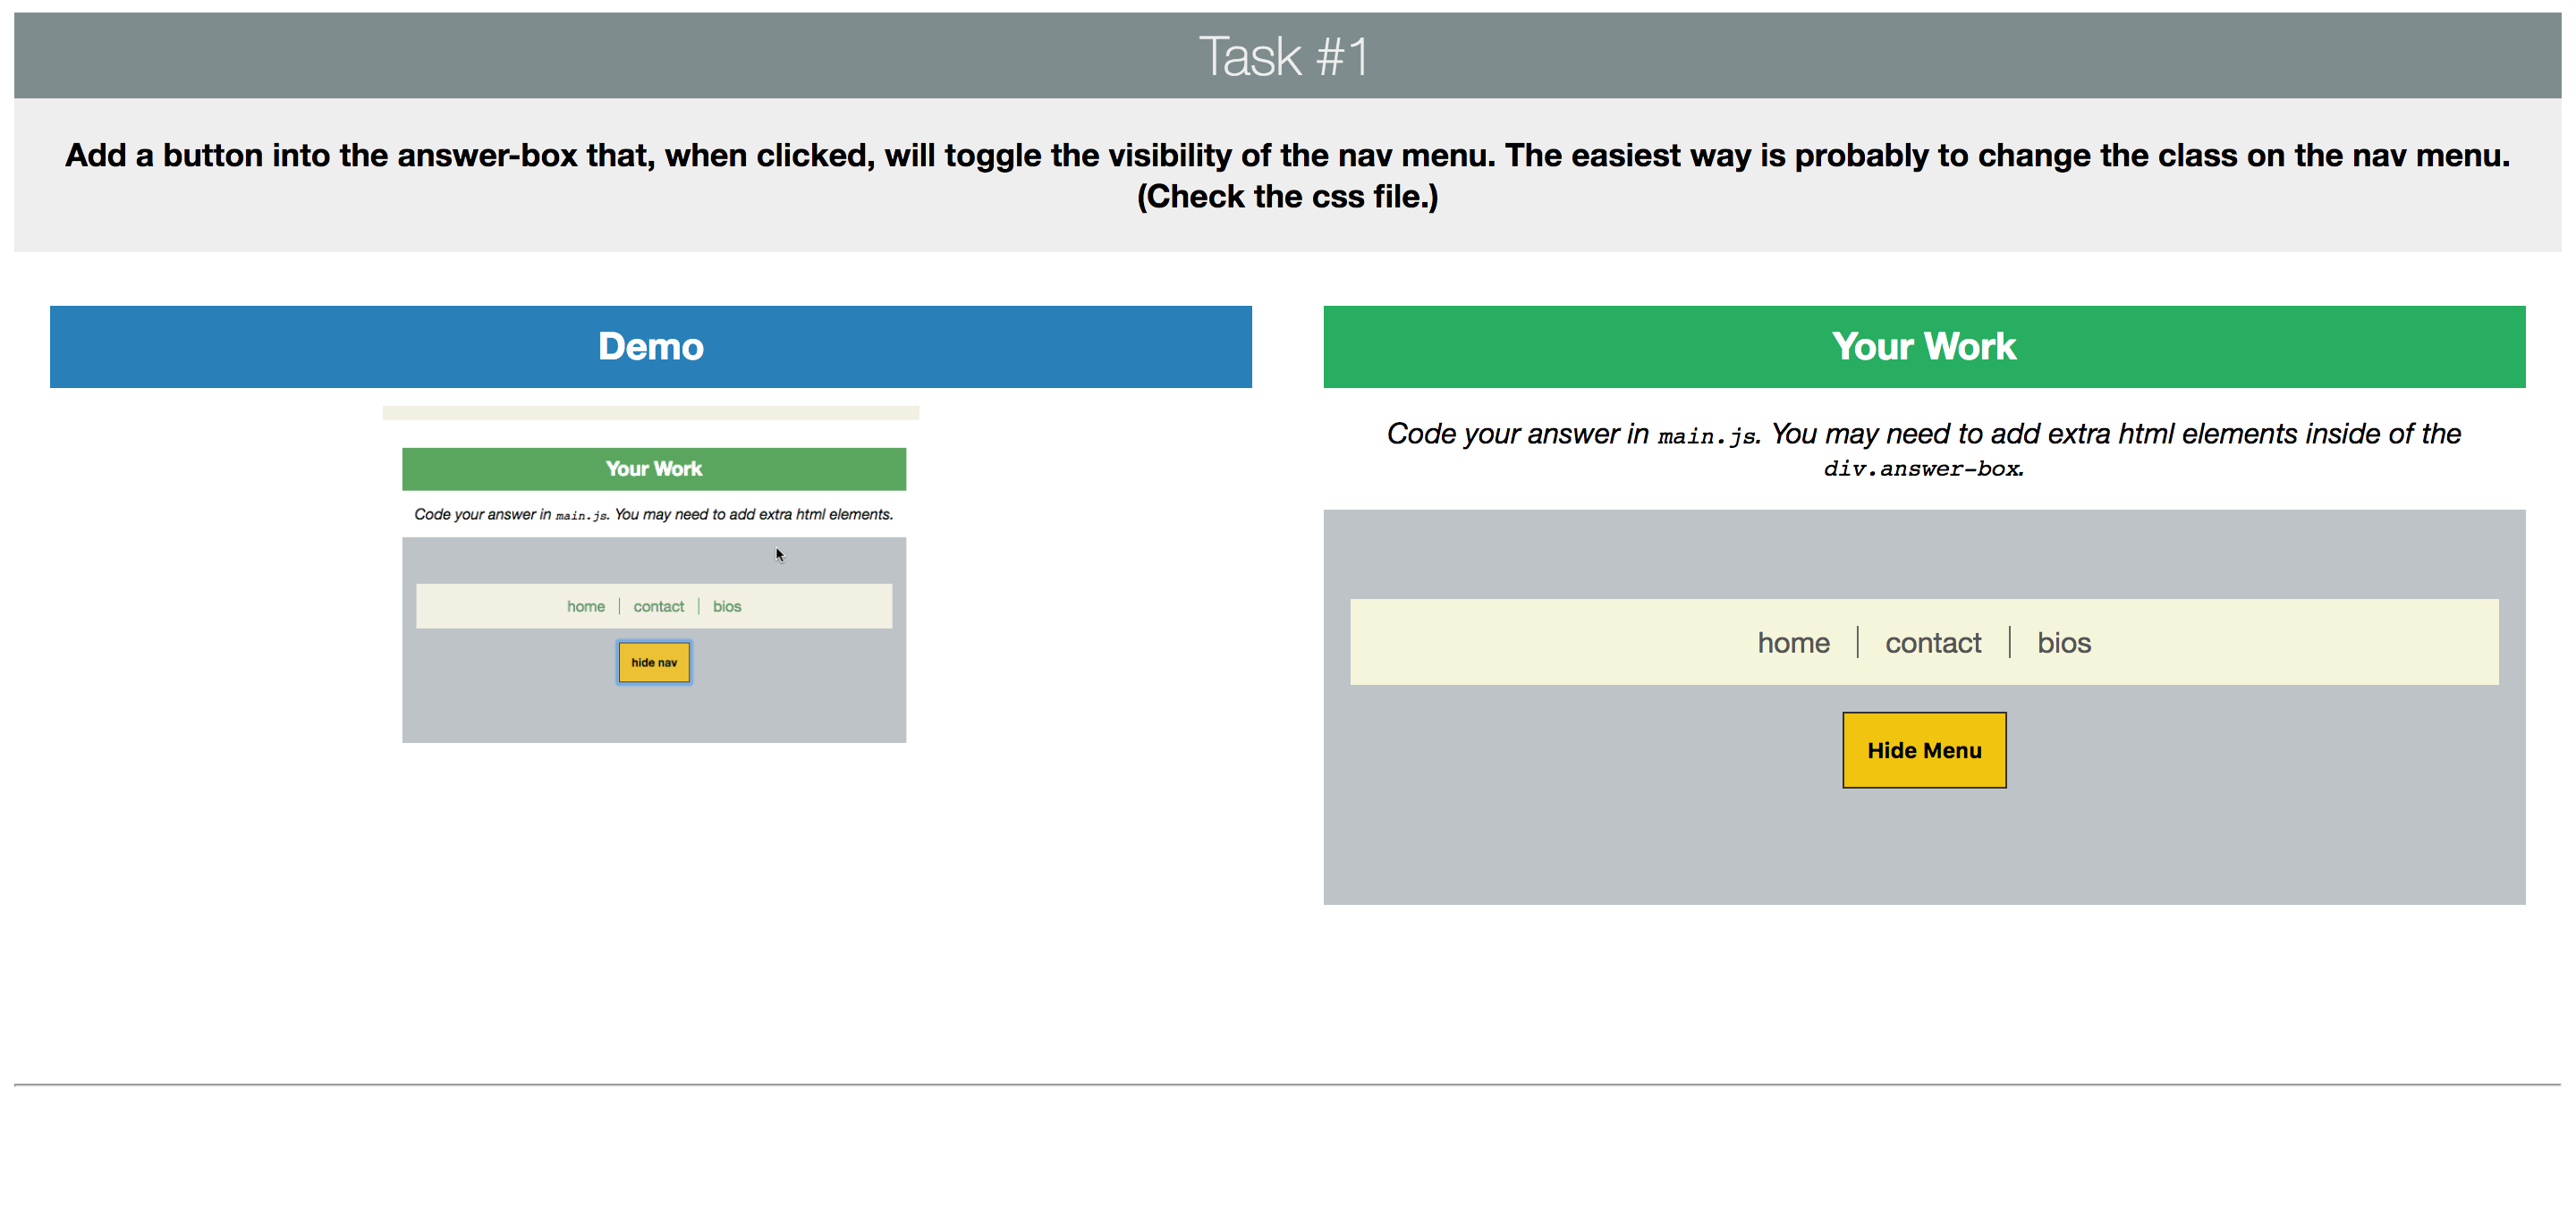 Task #1
Add a button into the answer-box that, when clicked, will toggle the visibility of the nav menu. The easiest way is probably to change the class on the nav menu.
(Check the css file.)
Demo
Your Work
Code your answer in main.js. You may need to add extra html elements.
home
contact
bios
hide nav
Your Work
Code your answer in main.js. You may need to add extra html elements inside of the
div.answer-box.
home
contact
bios
Hide Menu